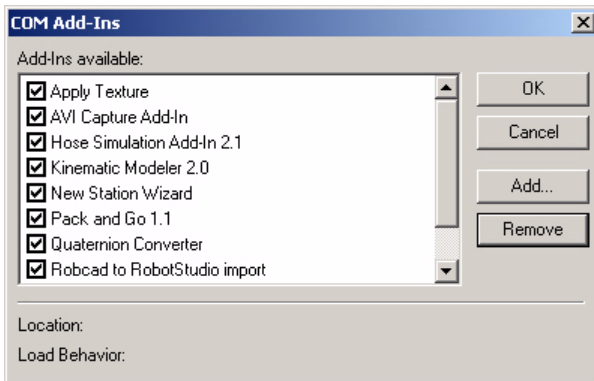 COM Add-Ins
Add-Ins available:
Apply Texture
AVI Capture Add-In
Hose Simulation Add-In 2.1
Kinematic Modeler 2.0
New Station Wizard
Pack and Go 1.1
Quaternion Converter
Robcad to RobotStudio import
OK
Cancel
Add...
Remove
Location:
Load Behavior: